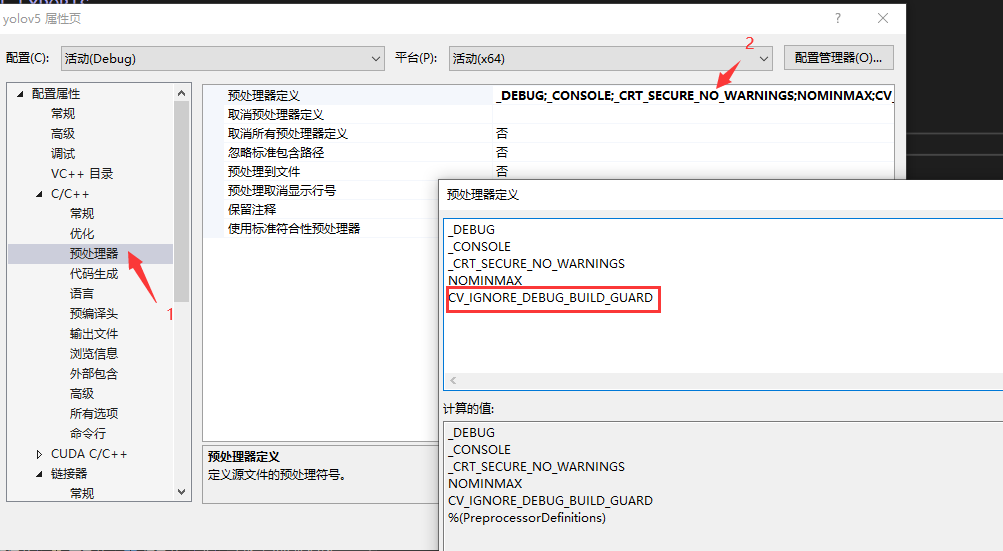 yolov5 属性页
?
配置(C):
活动(Debug)
平台(P):
活动(x64)
配置管理器(O)...
2
配置属性
常规
高级
调试
VC++ 目录
C/C++
常规
优化
预处理器
代码生成
语言
预编译头
输出文件
浏览信息
外部包含
高级
所有选项
命令行
CUDA C/C++
链接器
常规
1
预处理器定义
_DEBUG;_CONSOLE;_CRT_SECURE_NO_WARNINGS;NOMINMAX;CV_
取消预处理器定义
取消所有预处理器定义
否
忽略标准包含路径
否
预处理到文件
否
预处理取消显示行号
保留注释
使用标准符合性预处理器
预处理器定义
定义源文件的预处理符号。
预处理器定义
_DEBUG
_CONSOLE
_CRT_SECURE_NO_WARNINGS
NOMINMAX
CV_IGNORE_DEBUG_BUILD_GUARD
计算的值:
_DEBUG
_CONSOLE
_CRT_SECURE_NO_WARNINGS
NOMINMAX
CV_IGNORE_DEBUG_BUILD_GUARD
%(PreprocessorDefinitions)